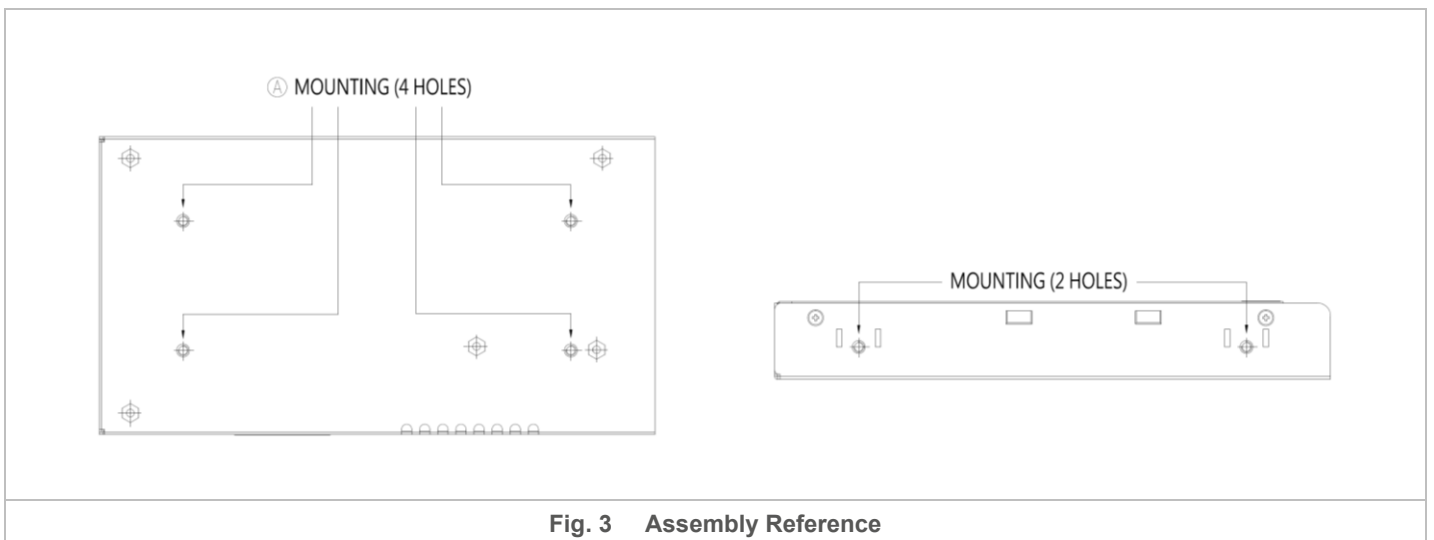 Ⓐ MOUNTING (4 HOLES)
MOUNTING (2 HOLES)
Fig. 3 Assembly Reference